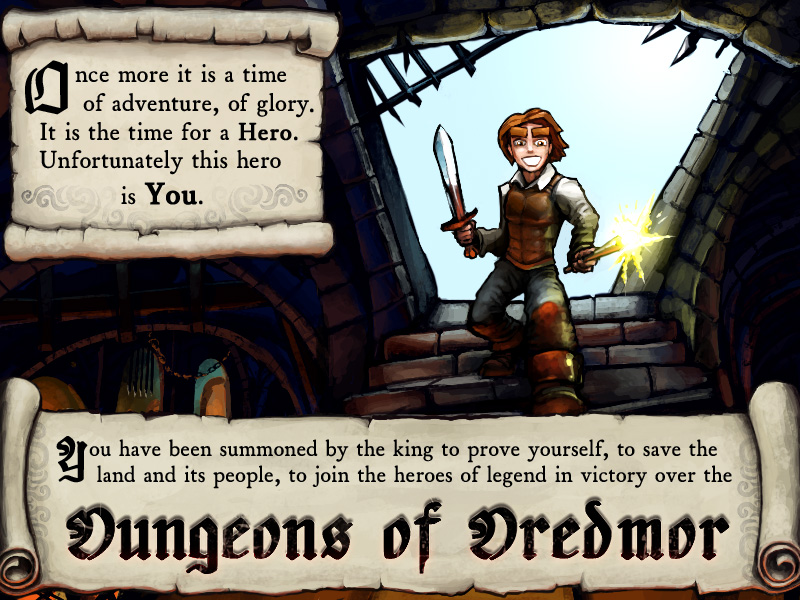 Once more it is a time
of adventure, of glory.
It is the time for a Hero.
Unfortunately this hero
is You.
You have been summoned by the king to prove yourself, to save the
land and its people, to join the heroes of legend in victory over the
Dungeons of Dredmor